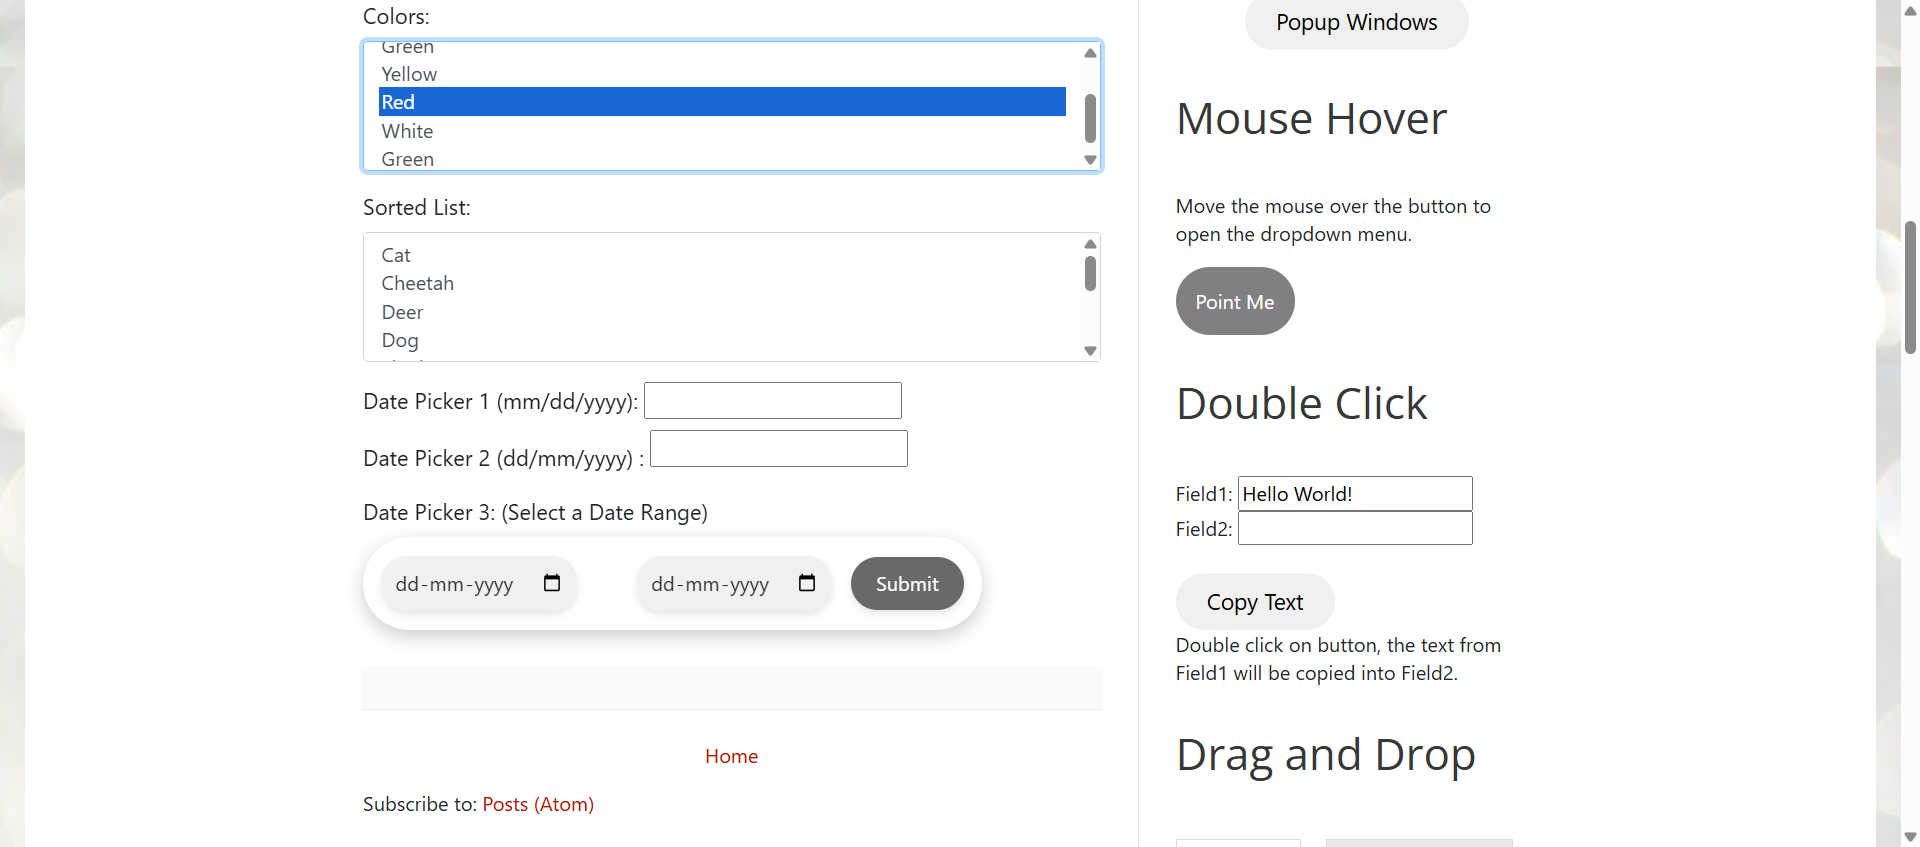 Colors:
Green
Yellow
Red
White
Green
Sorted List:
Cat
Cheetah
Deer
Dog
Date Picker 1 (mm/dd/yyyy):
Date Picker 2 (dd/mm/yyyy) :
Date Picker 3: (Select a Date Range)
dd-mm-yyyy
dd-mm-yyyy
Submit
Home
Subscribe to: Posts (Atom)
Popup Windows
Mouse Hover
Move the mouse over the button to
open the dropdown menu.
Point Me
Double Click
Field1: Hello World!
Field2:
Copy Text
Double click on button, the text from
Field1 will be copied into Field2.
Drag and Drop